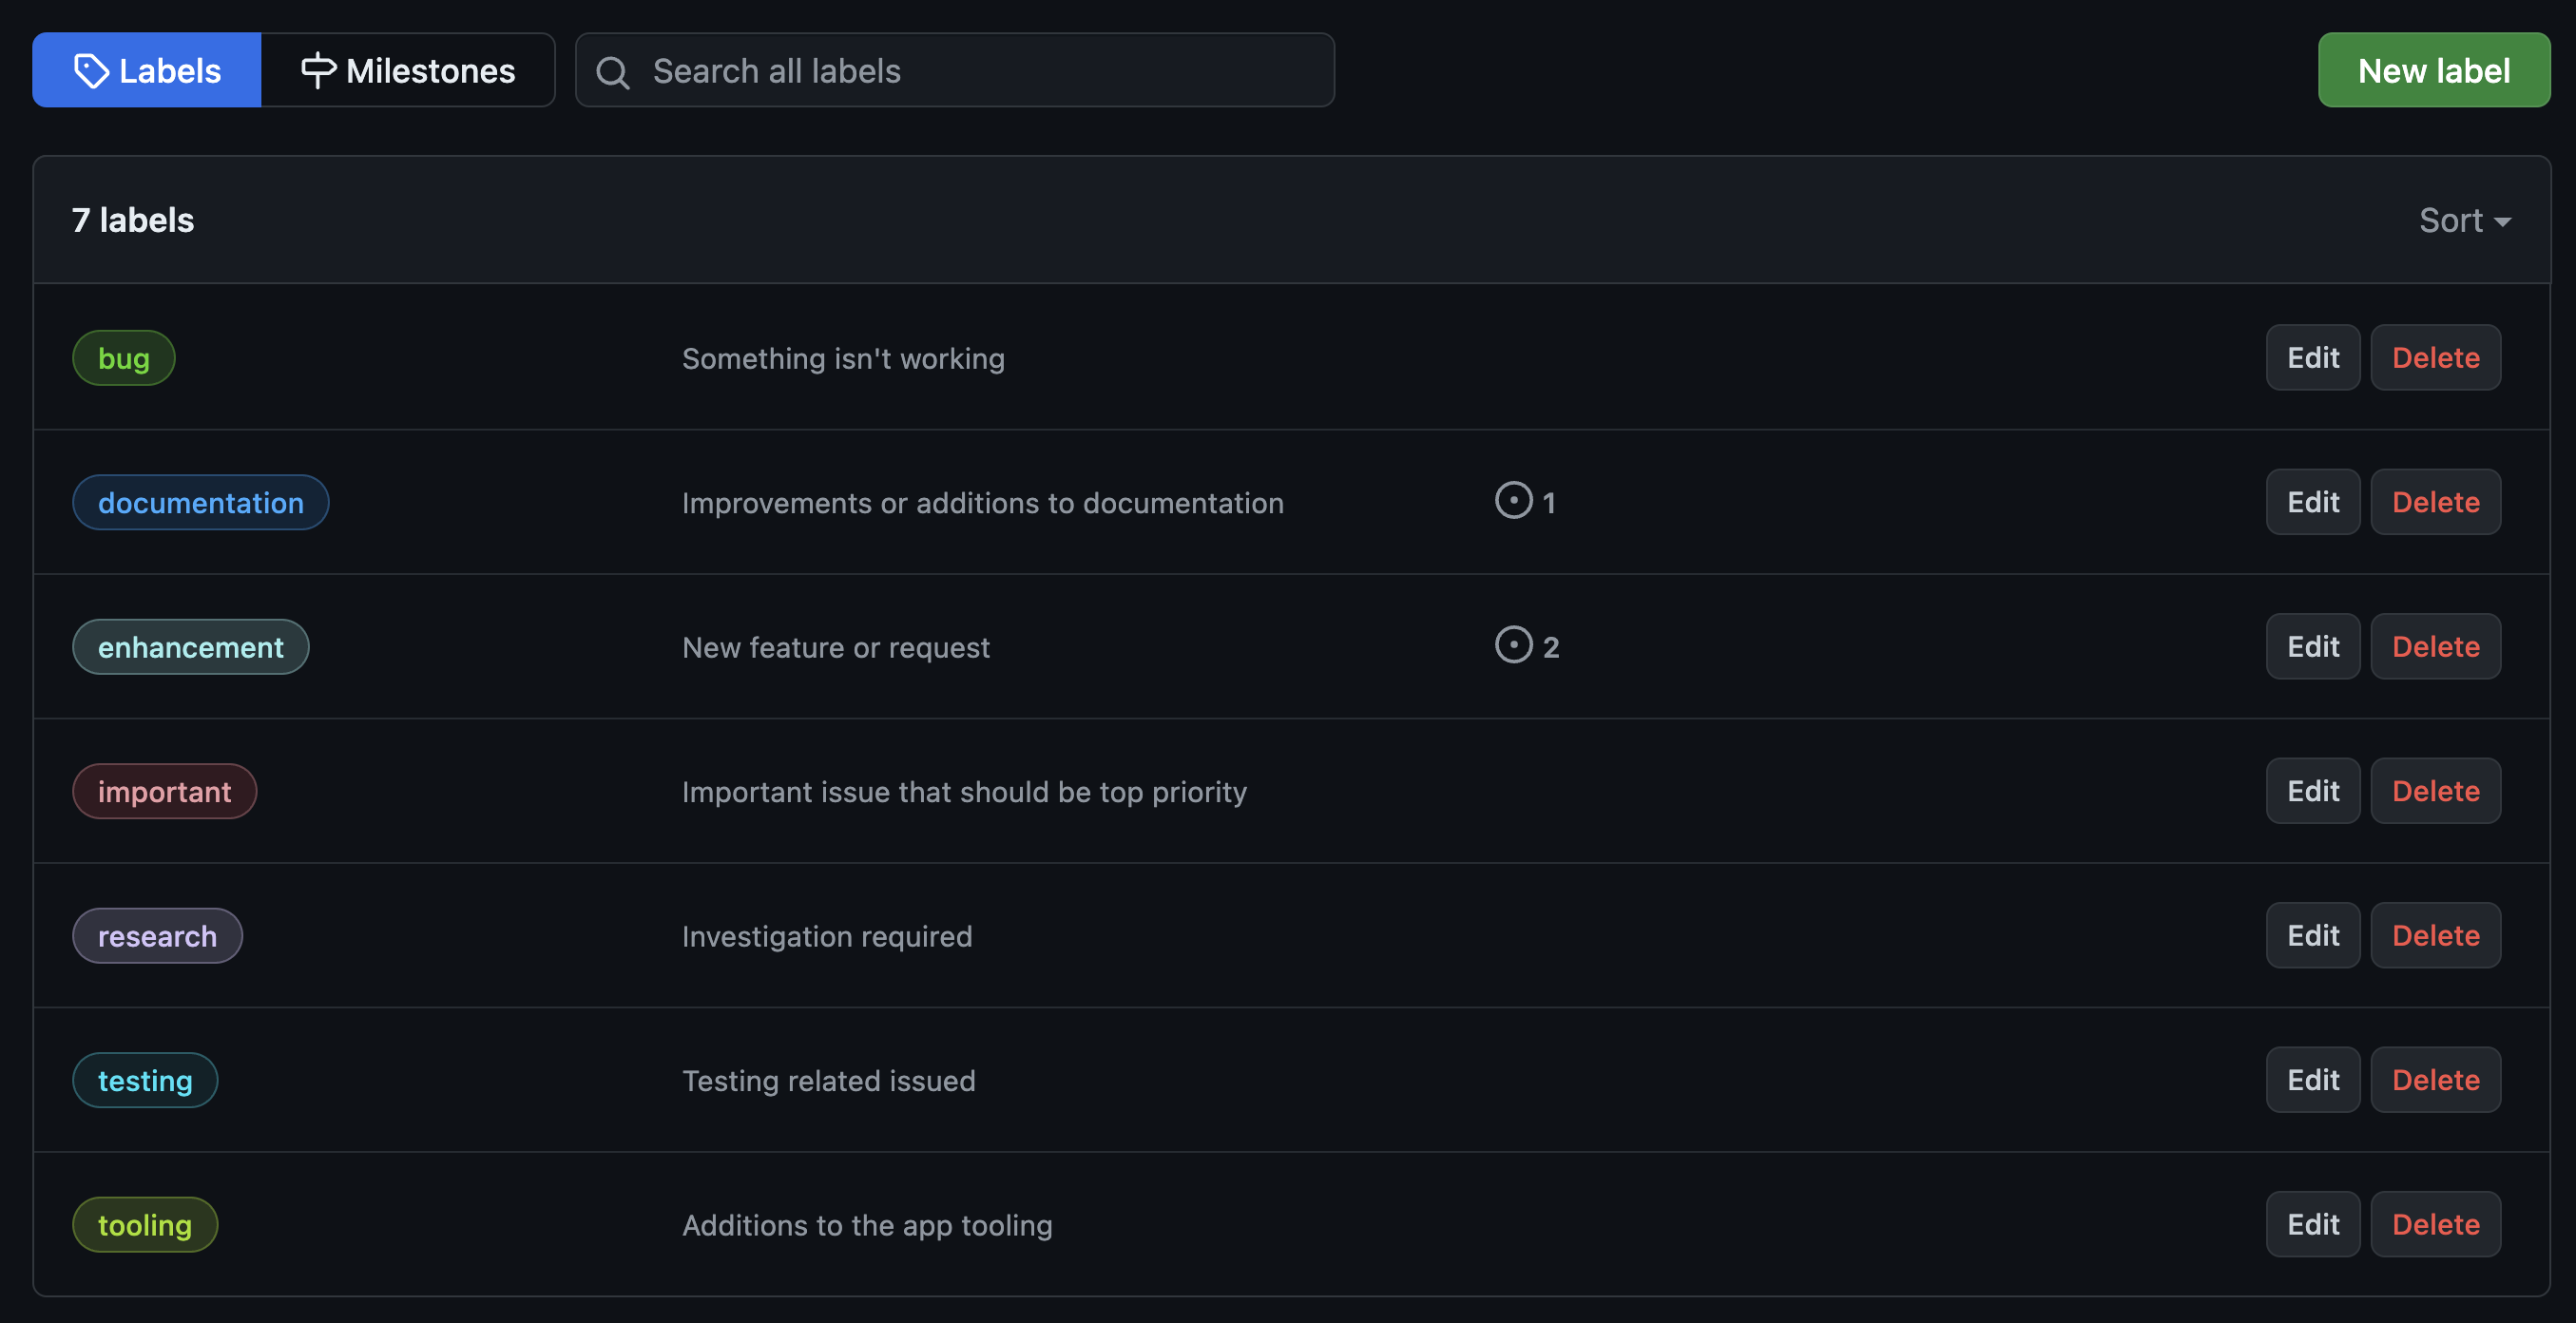 Labels Milestones Search all labels New label
7 labels Sort
bug Something isn't working Edit Delete
documentation Improvements or additions to documentation 1 Edit Delete
enhancement New feature or request 2 Edit Delete
important Important issue that should be top priority Edit Delete
research Investigation required Edit Delete
testing Testing related issued Edit Delete
tooling Additions to the app tooling Edit Delete